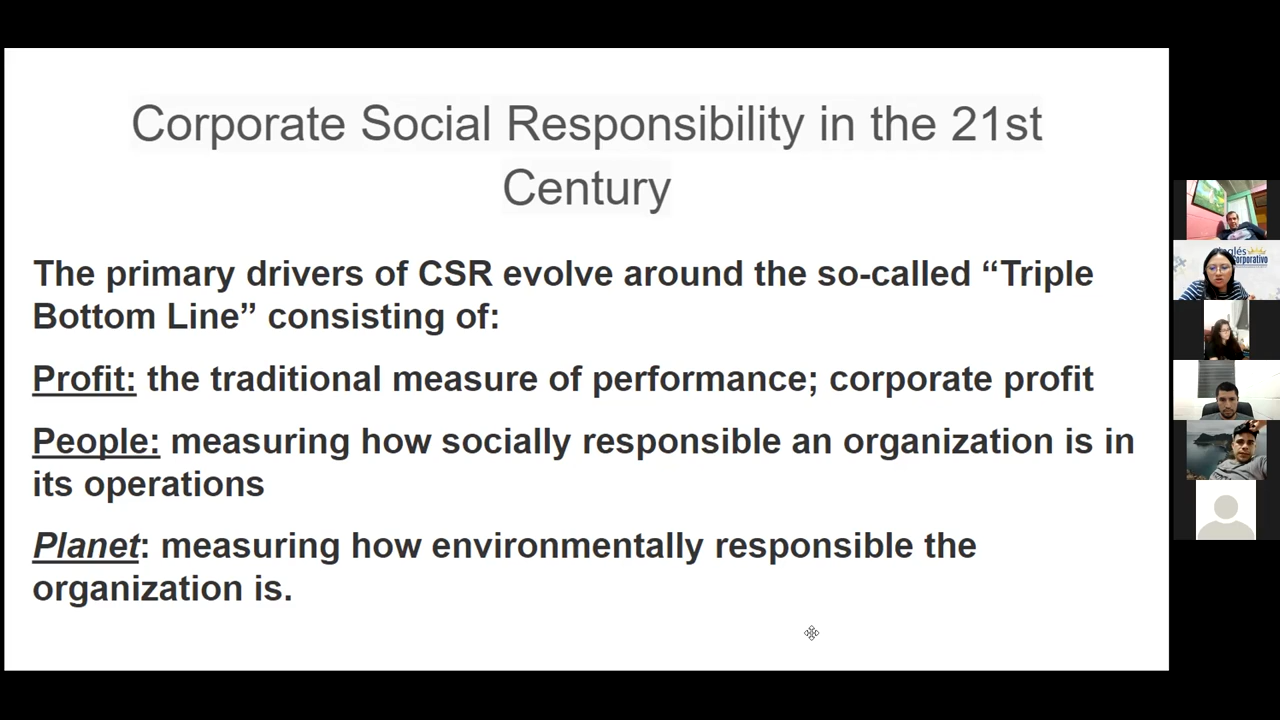 Corporate Social Responsibility in the 21st
Century
The primary drivers of CSR evolve around the so-called “Triple
Bottom Line” consisting of:
Profit: the traditional measure of performance; corporate profit
People: measuring how socially responsible an organization is in
its operations
Planet: measuring how environmentally responsible the
organization is.
Inglés
Corporativo